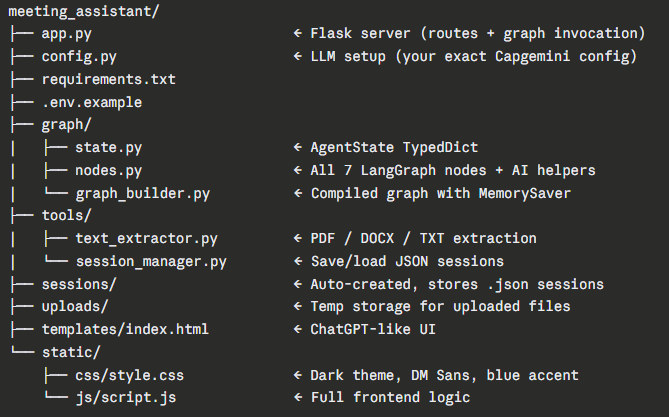 meeting_assistant/
├── app.py ← Flask server (routes + graph invocation)
├── config.py ← LLM setup (your exact Capgemini config)
├── requirements.txt
├── .env.example
├── graph/
│   ├── state.py ← AgentState TypedDict
│   ├── nodes.py ← All 7 LangGraph nodes + AI helpers
│   └── graph_builder.py ← Compiled graph with MemorySaver
├── tools/
│   ├── text_extractor.py ← PDF / DOCX / TXT extraction
│   └── session_manager.py ← Save/load JSON sessions
├── sessions/ ← Auto-created, stores .json sessions
├── uploads/ ← Temp storage for uploaded files
├── templates/index.html ← ChatGPT-like UI
└── static/
    ├── css/style.css ← Dark theme, DM Sans, blue accent
    └── js/script.js ← Full frontend logic